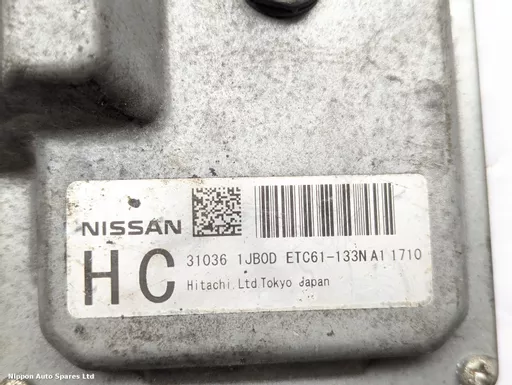 NISSAN
HC
31036 1JB0D ETC61-133N A1 1710
Hitachi.Ltd Tokyo Japan
Nippon Auto Spares Ltd